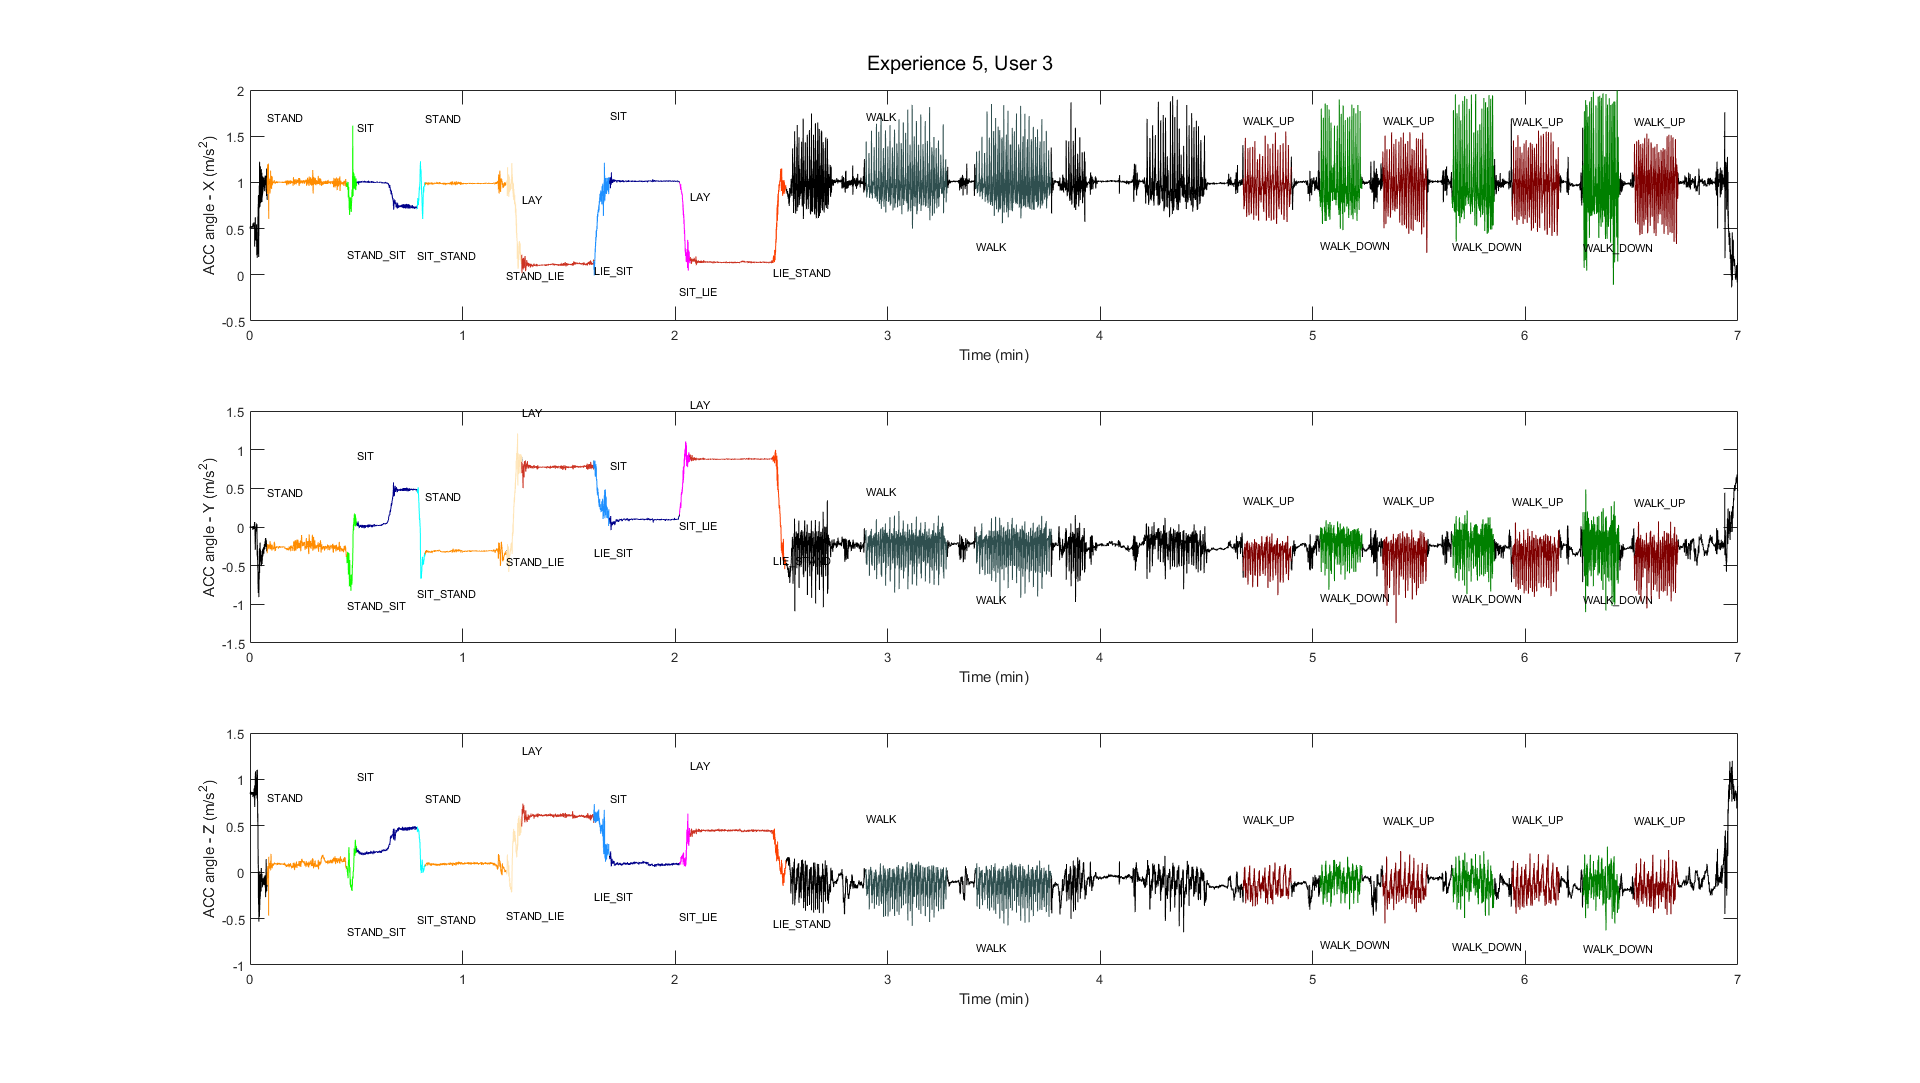 Experience 5, User 3
ACC angle - X (m/s2)
2
1.5
1
0.5
0
-0.5
STAND
SIT
STAND
SIT
WALK
WALK_UP
WALK_UP
WALK_UP
WALK_UP
LAY
LAY
STAND_SIT
SIT_STAND
STAND_LIE
LIE_SIT
SIT_LIE
LIE_STAND
WALK
WALK_DOWN
WALK_DOWN
WALK_DOWN
0 1 2 3 4 5 6 7
Time (min)
ACC angle - Y (m/s2)
1.5
1
0.5
0
-0.5
-1
-1.5
LAY
LAY
SIT
SIT
STAND
STAND
WALK
WALK_UP
WALK_UP
WALK_UP
WALK_UP
STAND_SIT
SIT_STAND
STAND_LIE
LIE_SIT
SIT_LIE
LIE_STAND
WALK
WALK_DOWN
WALK_DOWN
WALK_DOWN
0 1 2 3 4 5 6 7
Time (min)
ACC angle - Z (m/s2)
1.5
1
0.5
0
-0.5
-1
LAY
LAY
SIT
STAND
STAND
SIT
WALK
WALK_UP
WALK_UP
WALK_UP
WALK_UP
STAND_SIT
SIT_STAND
STAND_LIE
LIE_SIT
SIT_LIE
LIE_STAND
WALK
WALK_DOWN
WALK_DOWN
WALK_DOWN
0 1 2 3 4 5 6 7
Time (min)